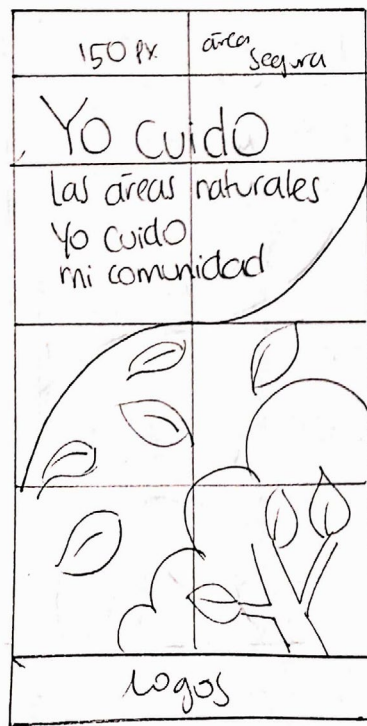 150 PX. área segura
Yo cuido
las áreas naturales
Yo cuido
mi comunidad
Logos